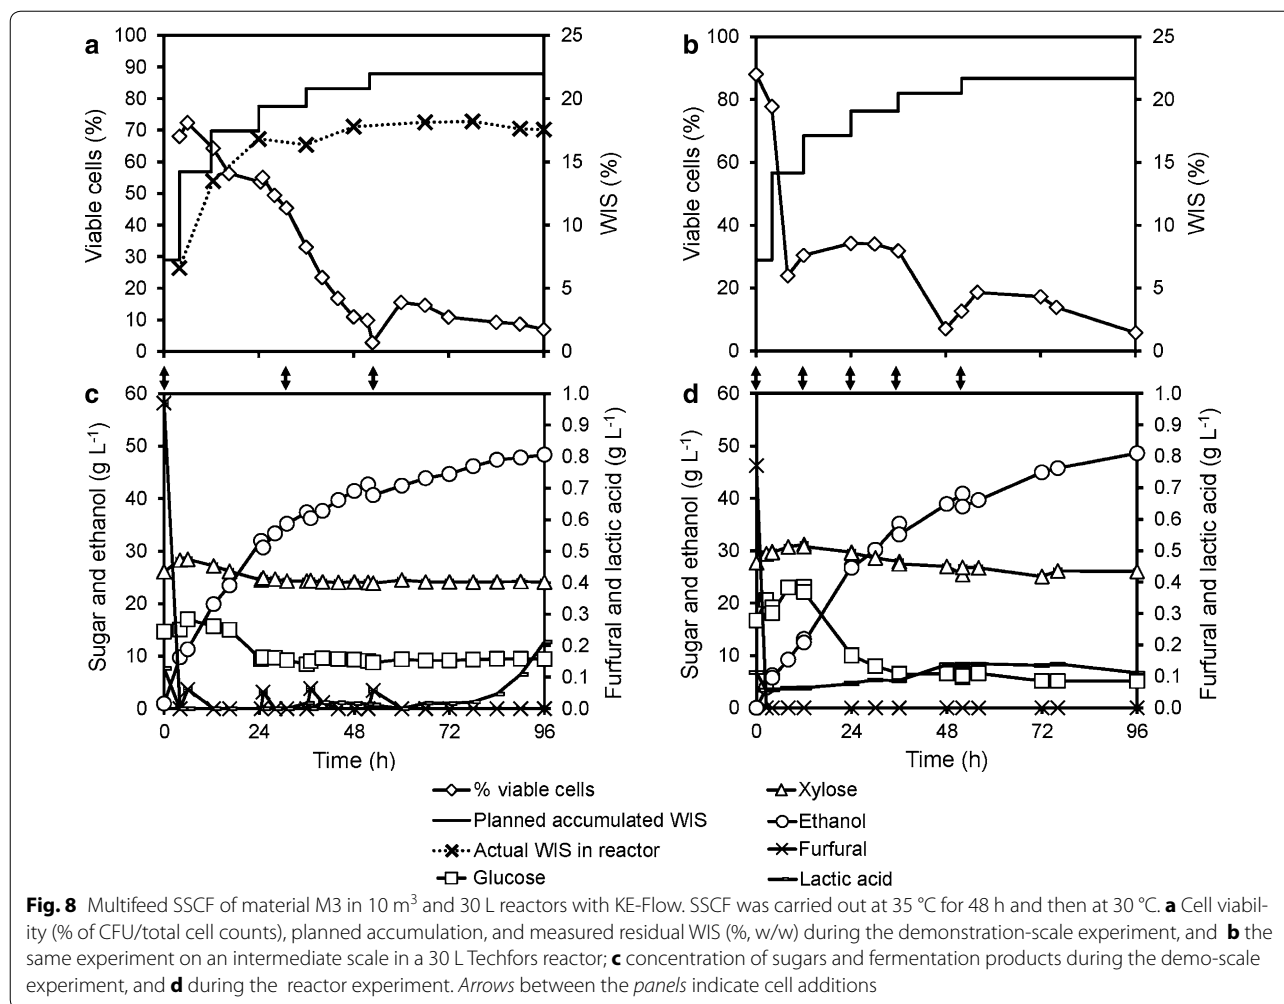 a
100
90
80
70
60
50
40
30
20
10
0
Viable cells (%)
25
20
15
10
5
0
WIS (%)
b
100
80
60
40
20
0
Viable cells (%)
25
20
15
10
5
0
WIS (%)
c
60
50
40
30
20
10
0
Sugar and ethanol (g L-1)
1.0
0.9
0.8
0.7
0.6
0.5
0.4
0.3
0.2
0.1
0.0
Furfural and lactic acid (g L-1)
0 24 48 72 96
Time (h)
d
60
50
40
30
20
10
0
Sugar and ethanol (g L-1)
1.0
0.9
0.8
0.7
0.6
0.5
0.4
0.3
0.2
0.1
0.0
Furfural and lactic acid (g L-1)
0 24 48 72 96
Time (h)
% viable cells
Planned accumulated WIS
Actual WIS in reactor
Glucose
Xylose
Ethanol
Furfural
Lactic acid
Fig. 8 Multifeed SSCF of material M3 in 10 m3 and 30 L reactors with KE-Flow. SSCF was carried out at 35 °C for 48 h and then at 30 °C. a Cell viabil-
ity (% of CFU/total cell counts), planned accumulation, and measured residual WIS (%, w/w) during the demonstration-scale experiment, and b the
same experiment on an intermediate scale in a 30 L Techfors reactor; c concentration of sugars and fermentation products during the demo-scale
experiment, and d during the reactor experiment. Arrows between the panels indicate cell additions